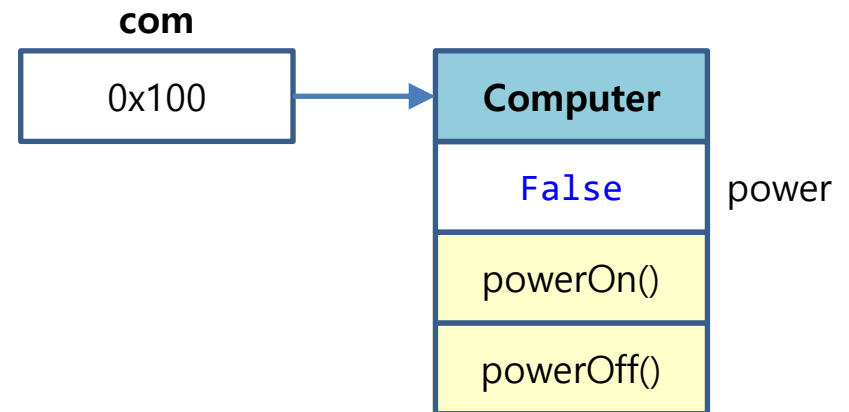 com
0x100
Computer
False power
powerOn()
powerOff()